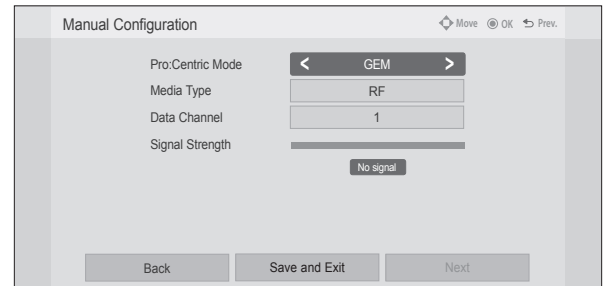 Manual Configuration Move OK Prev.
Pro:Centric Mode < GEM >
Media Type RF
Data Channel 1
Signal Strength
No signal
Back Save and Exit Next